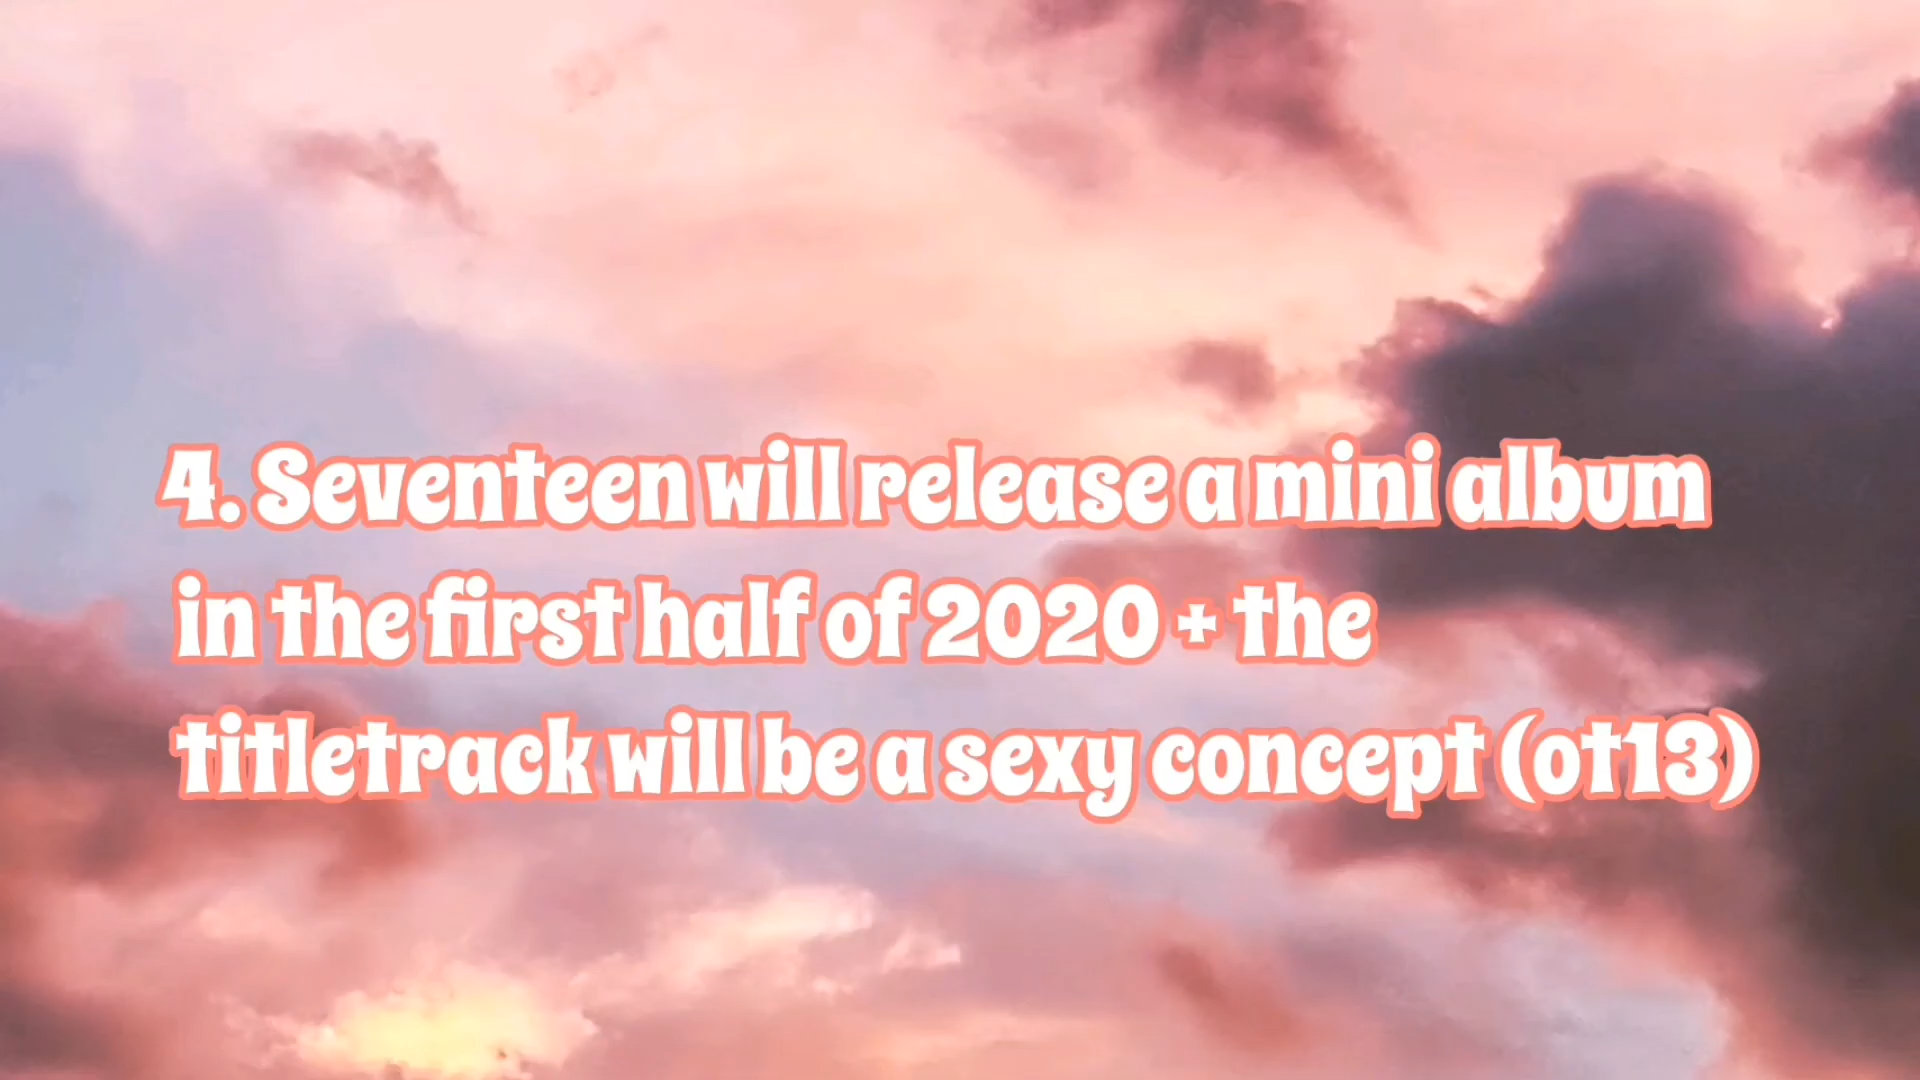 4. Seventeen will release a mini album
in the first half of 2020 + the
titletrack will be a sexy concept (ot13)